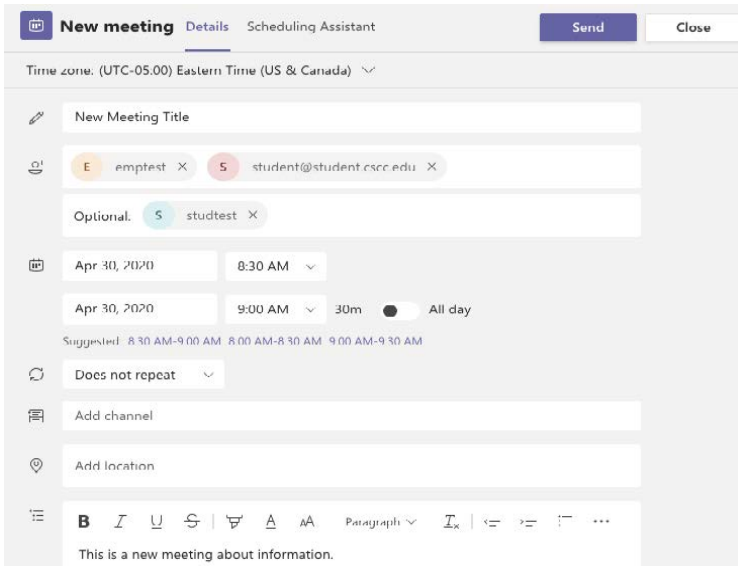 New meeting Details Scheduling Assistant Send Close
Time zone: (UTC-05:00) Eastern Time (US & Canada)
New Meeting Title
E emptest × S student@student.cscc.edu ×
Optional: S studtest ×
Apr 30, 2020 8:30 AM
Apr 30, 2020 9:00 AM 30m All day
Suggested: 8:30 AM-9:00 AM 8:00 AM-8:30 AM 9:00 AM-9:30 AM
Does not repeat
Add channel
Add location
B I U S A AA Paragraph Ix ...
This is a new meeting about information.